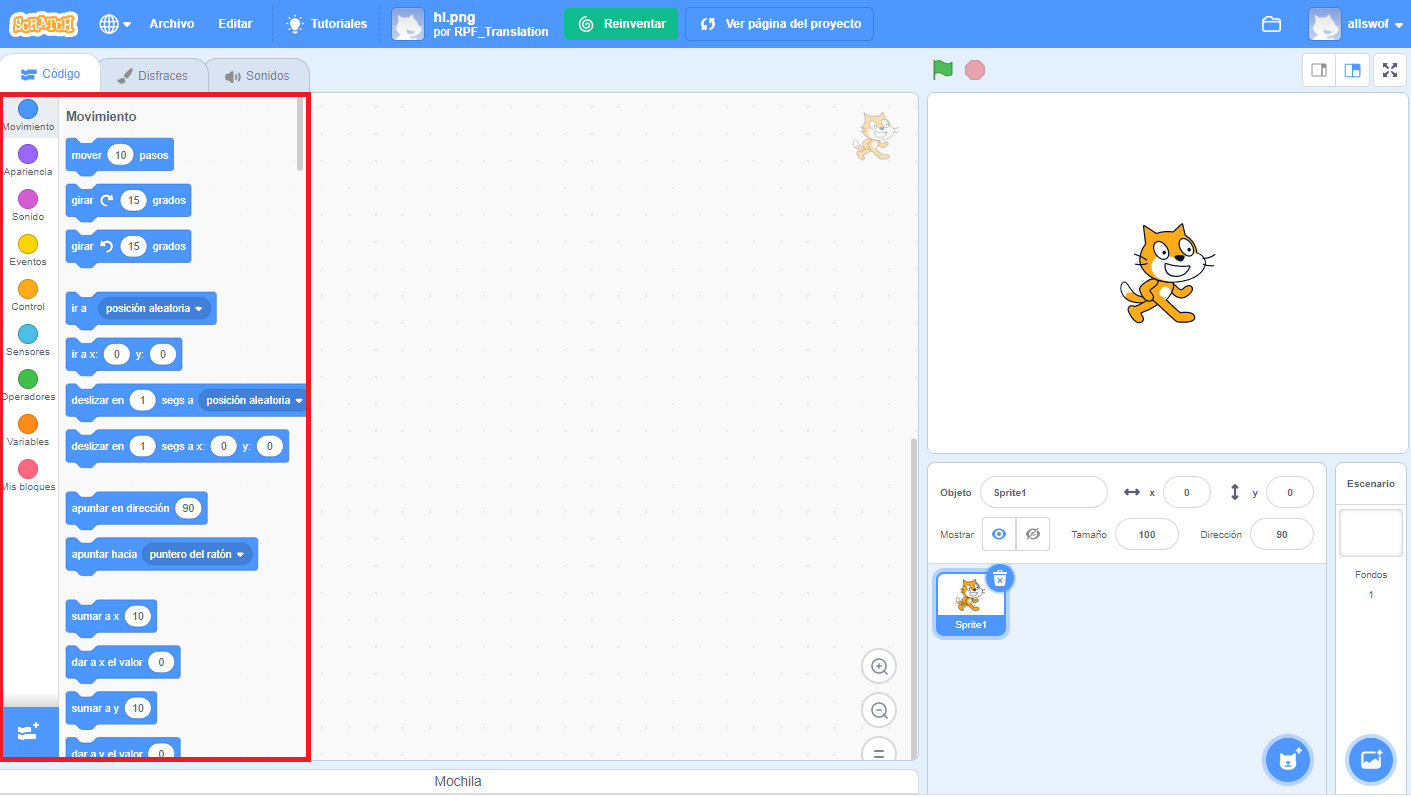 SCRATCH
Archivo
Editar
Tutoriales
hi.png
por RPF_Translation
Reinventar
Ver página del proyecto
allswof
Código
Disfraces
Sonidos
Movimiento
Apariencia
Sonido
Eventos
Control
Sensores
Operadores
Variables
Mis bloques
Movimiento
mover 10 pasos
girar 15 grados
girar 15 grados
ir a posición aleatoria
ir a x: 0 y: 0
deslizar en 1 segs a posición aleatoria
deslizar en 1 segs a x: 0 y: 0
apuntar en dirección 90
apuntar hacia puntero del ratón
sumar a x 10
dar a x el valor 0
sumar a y 10
dar a y el valor 0
Mochila
Objeto Sprite1 x 0 y 0
Mostrar Tamaño 100 Dirección 90
Sprite1
Escenario
Fondos
1